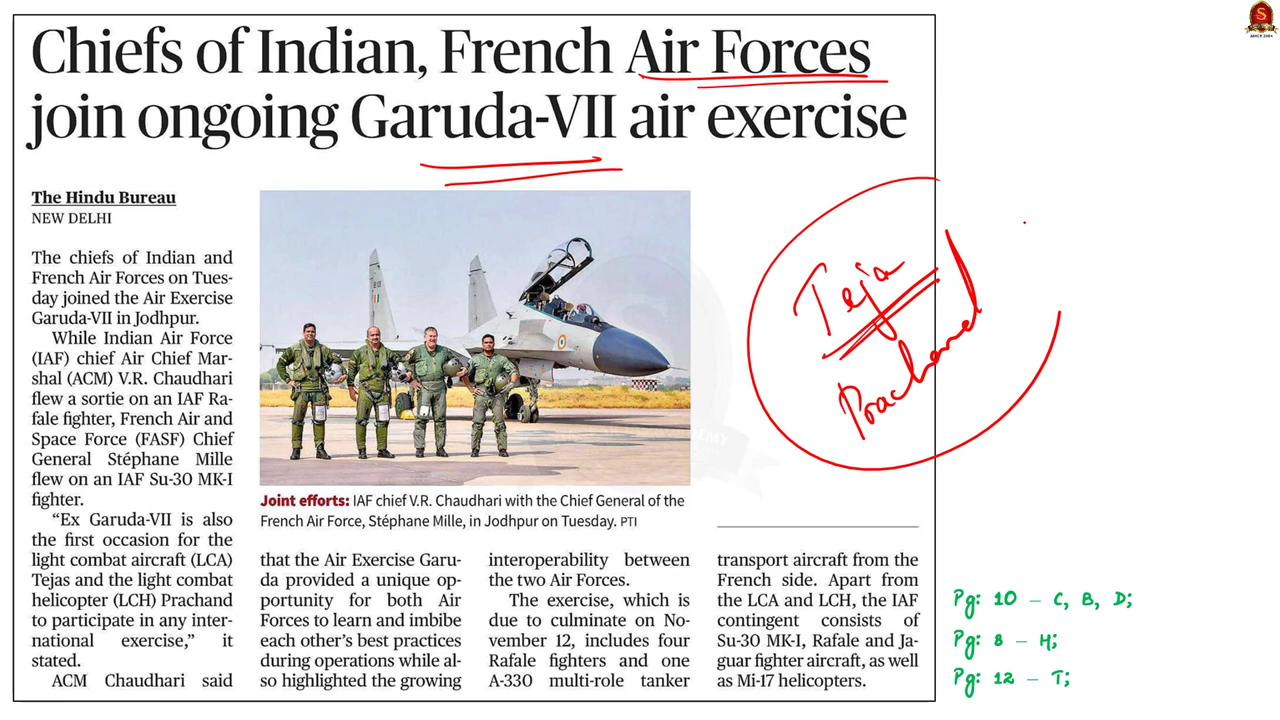 Chiefs of Indian, French Air Forces
join ongoing Garuda-VII air exercise
The Hindu Bureau
NEW DELHI
The chiefs of Indian and
French Air Forces on Tues-
day joined the Air Exercise
Garuda-VII in Jodhpur.
While Indian Air Force
(IAF) chief Air Chief Mar-
shal (ACM) V.R. Chaudhari
flew a sortie on an IAF Ra-
fale fighter, French Air and
Space Force (FASF) Chief
General Stéphane Mille
flew on an IAF Su-30 MK-I
fighter.
"Ex Garuda-VII is also
the first occasion for the
light combat aircraft (LCA)
Tejas and the light combat
helicopter (LCH) Prachand
to participate in any inter-
national exercise," it
stated.
ACM Chaudhari said
Joint efforts: IAF chief V.R. Chaudhari with the Chief General of the
French Air Force, Stéphane Mille, in Jodhpur on Tuesday. PTI
that the Air Exercise Garu-
da provided a unique op-
portunity for both Air
Forces to learn and imbibe
each other's best practices
during operations while al-
so highlighted the growing
interoperability between
the two Air Forces.
The exercise, which is
due to culminate on No-
vember 12, includes four
Rafale fighters and one
A-330 multi-role tanker
transport aircraft from the
French side. Apart from
the LCA and LCH, the IAF
contingent consists of
Su-30 MK-I, Rafale and Ja-
guar fighter aircraft, as well
as Mi-17 helicopters.
Tejas
Prachand
S
SINCE 2004
Pg: 10 - C, B, D;
Pg: 8 - H;
Pg: 12 - T;